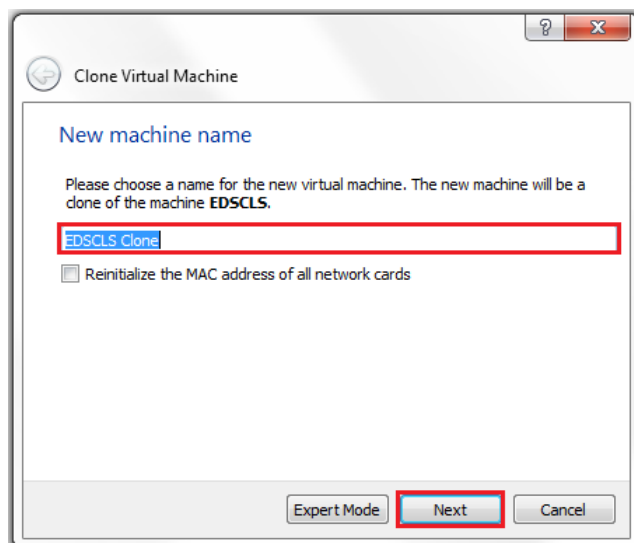 Clone Virtual Machine
New machine name
Please choose a name for the new virtual machine. The new machine will be a
clone of the machine EDSCLS.
EDSCLS Clone
Reinitialize the MAC address of all network cards
Expert Mode Next Cancel